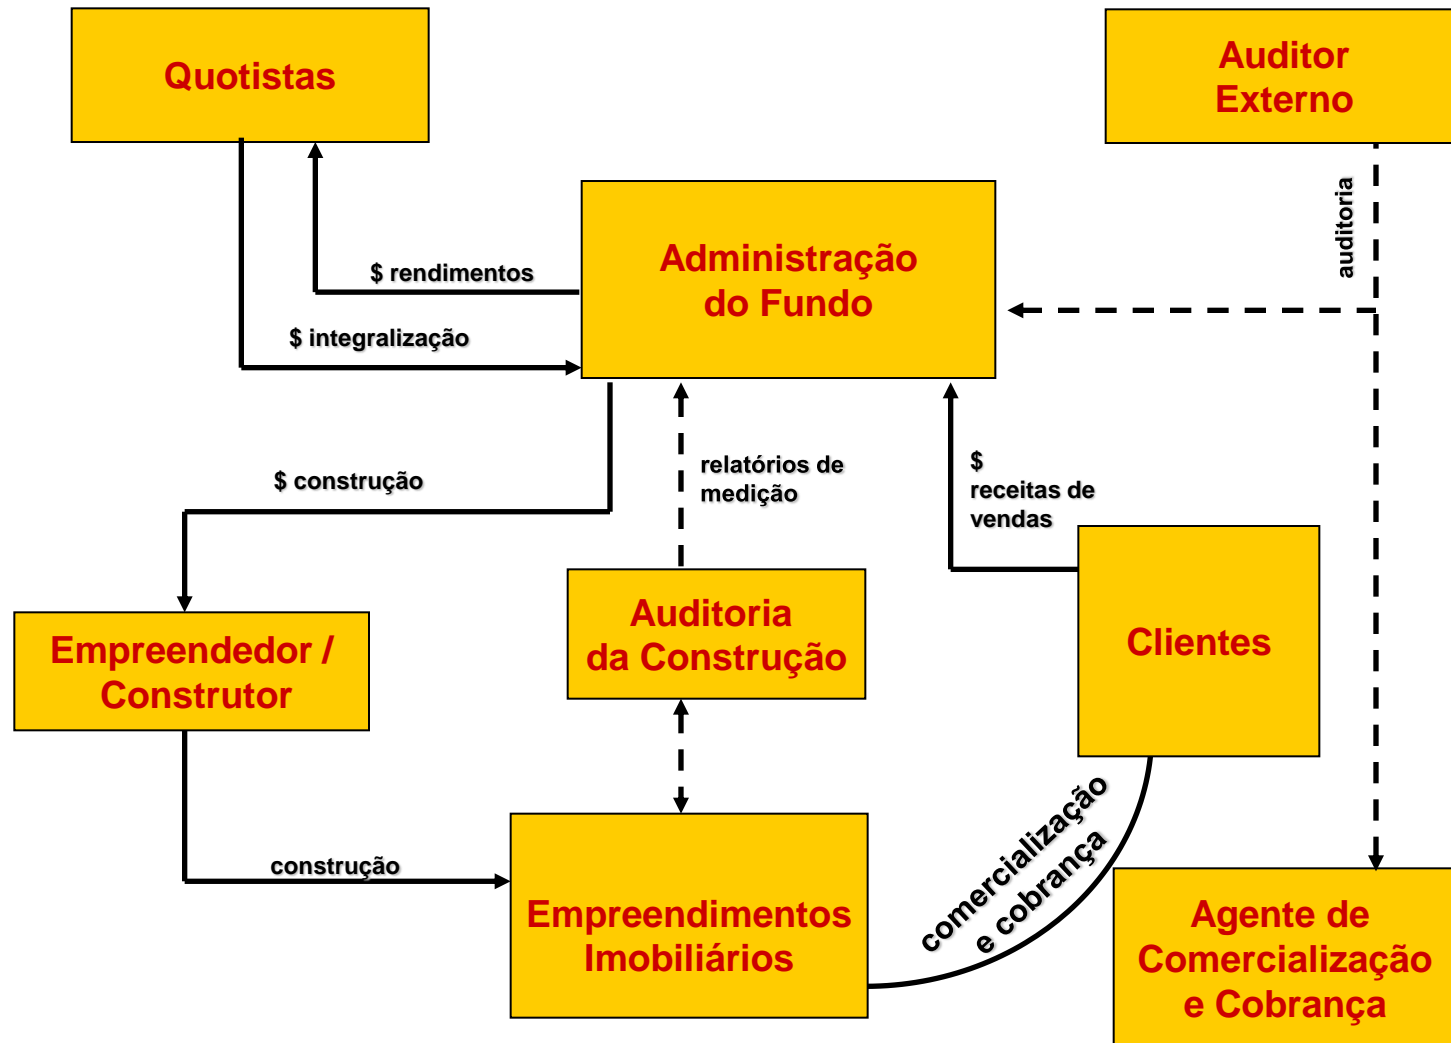 Quotistas
Auditor
Externo
auditoria
Administração
do Fundo
$ rendimentos
$ integralização
$ construção
relatórios de
medição
$
receitas de
vendas
Empreendedor /
Construtor
Auditoria
da Construção
Clientes
construção
Empreendimentos
Imobiliários
comercialização
e cobrança
Agente de
Comercialização
e Cobrança